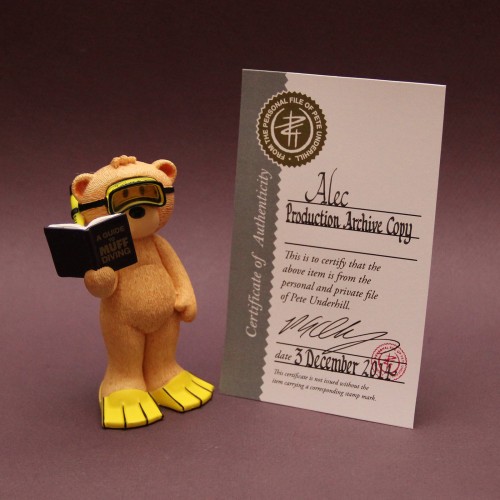 A GUIDE
TO
MUFF
DIVING
FROM THE PERSONAL FILE OF PETE UNDERHILL •
Certificate of Authenticity
Alec
Production Archive Copy
This is to certify that the
above item is from the
personal and private file
of Pete Underhill.
date 3 December 2014
This certificate is not issued without the
item carrying a corresponding stamp mark.